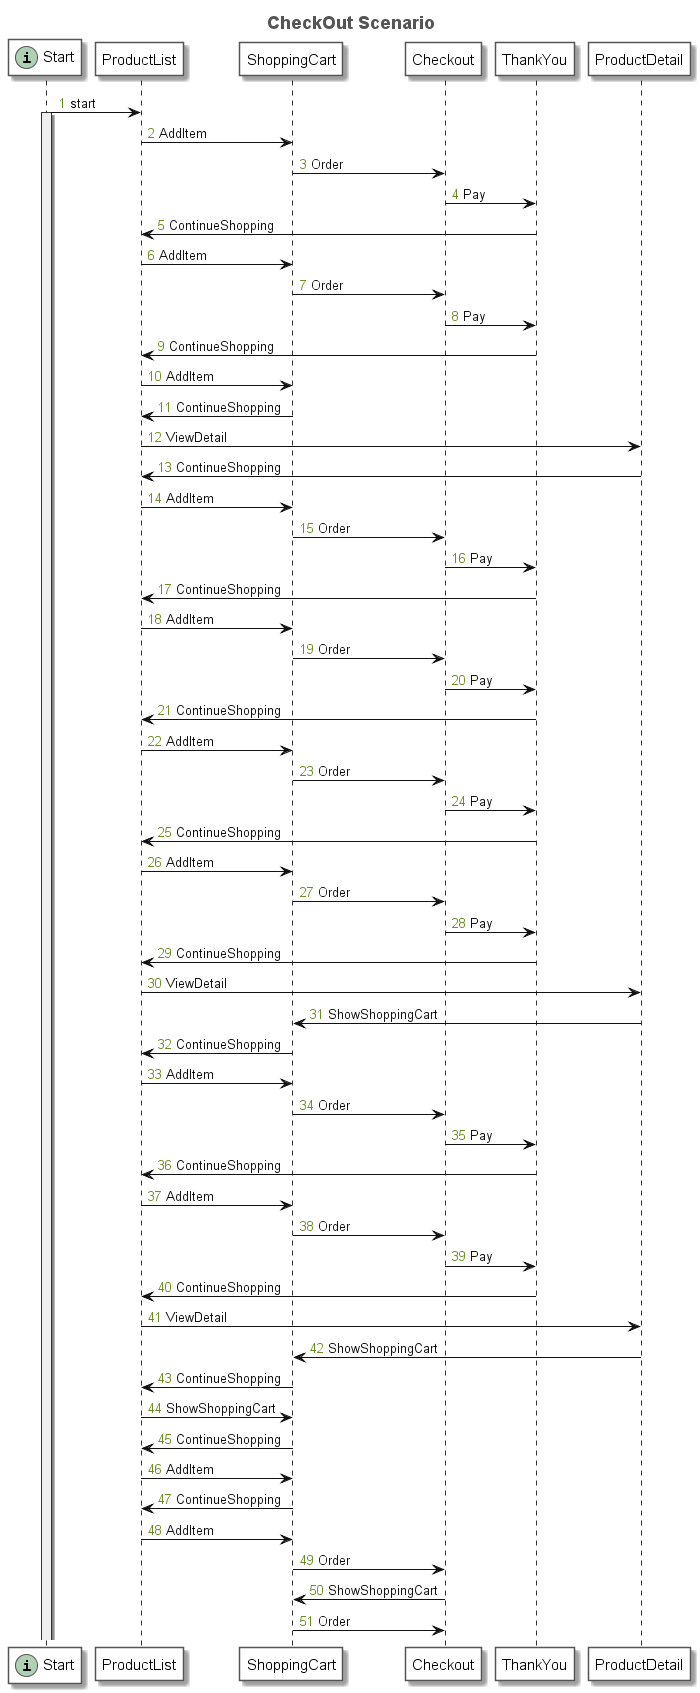 CheckOut Scenario
i Start ProductList ShoppingCart Checkout ThankYou ProductDetail
1 start
2 AddItem
3 Order
4 Pay
5 ContinueShopping
6 AddItem
7 Order
8 Pay
9 ContinueShopping
10 AddItem
11 ContinueShopping
12 ViewDetail
13 ContinueShopping
14 AddItem
15 Order
16 Pay
17 ContinueShopping
18 AddItem
19 Order
20 Pay
21 ContinueShopping
22 AddItem
23 Order
24 Pay
25 ContinueShopping
26 AddItem
27 Order
28 Pay
29 ContinueShopping
30 ViewDetail
31 ShowShoppingCart
32 ContinueShopping
33 AddItem
34 Order
35 Pay
36 ContinueShopping
37 AddItem
38 Order
39 Pay
40 ContinueShopping
41 ViewDetail
42 ShowShoppingCart
43 ContinueShopping
44 ShowShoppingCart
45 ContinueShopping
46 AddItem
47 ContinueShopping
48 AddItem
49 Order
50 ShowShoppingCart
51 Order
i Start ProductList ShoppingCart Checkout ThankYou ProductDetail